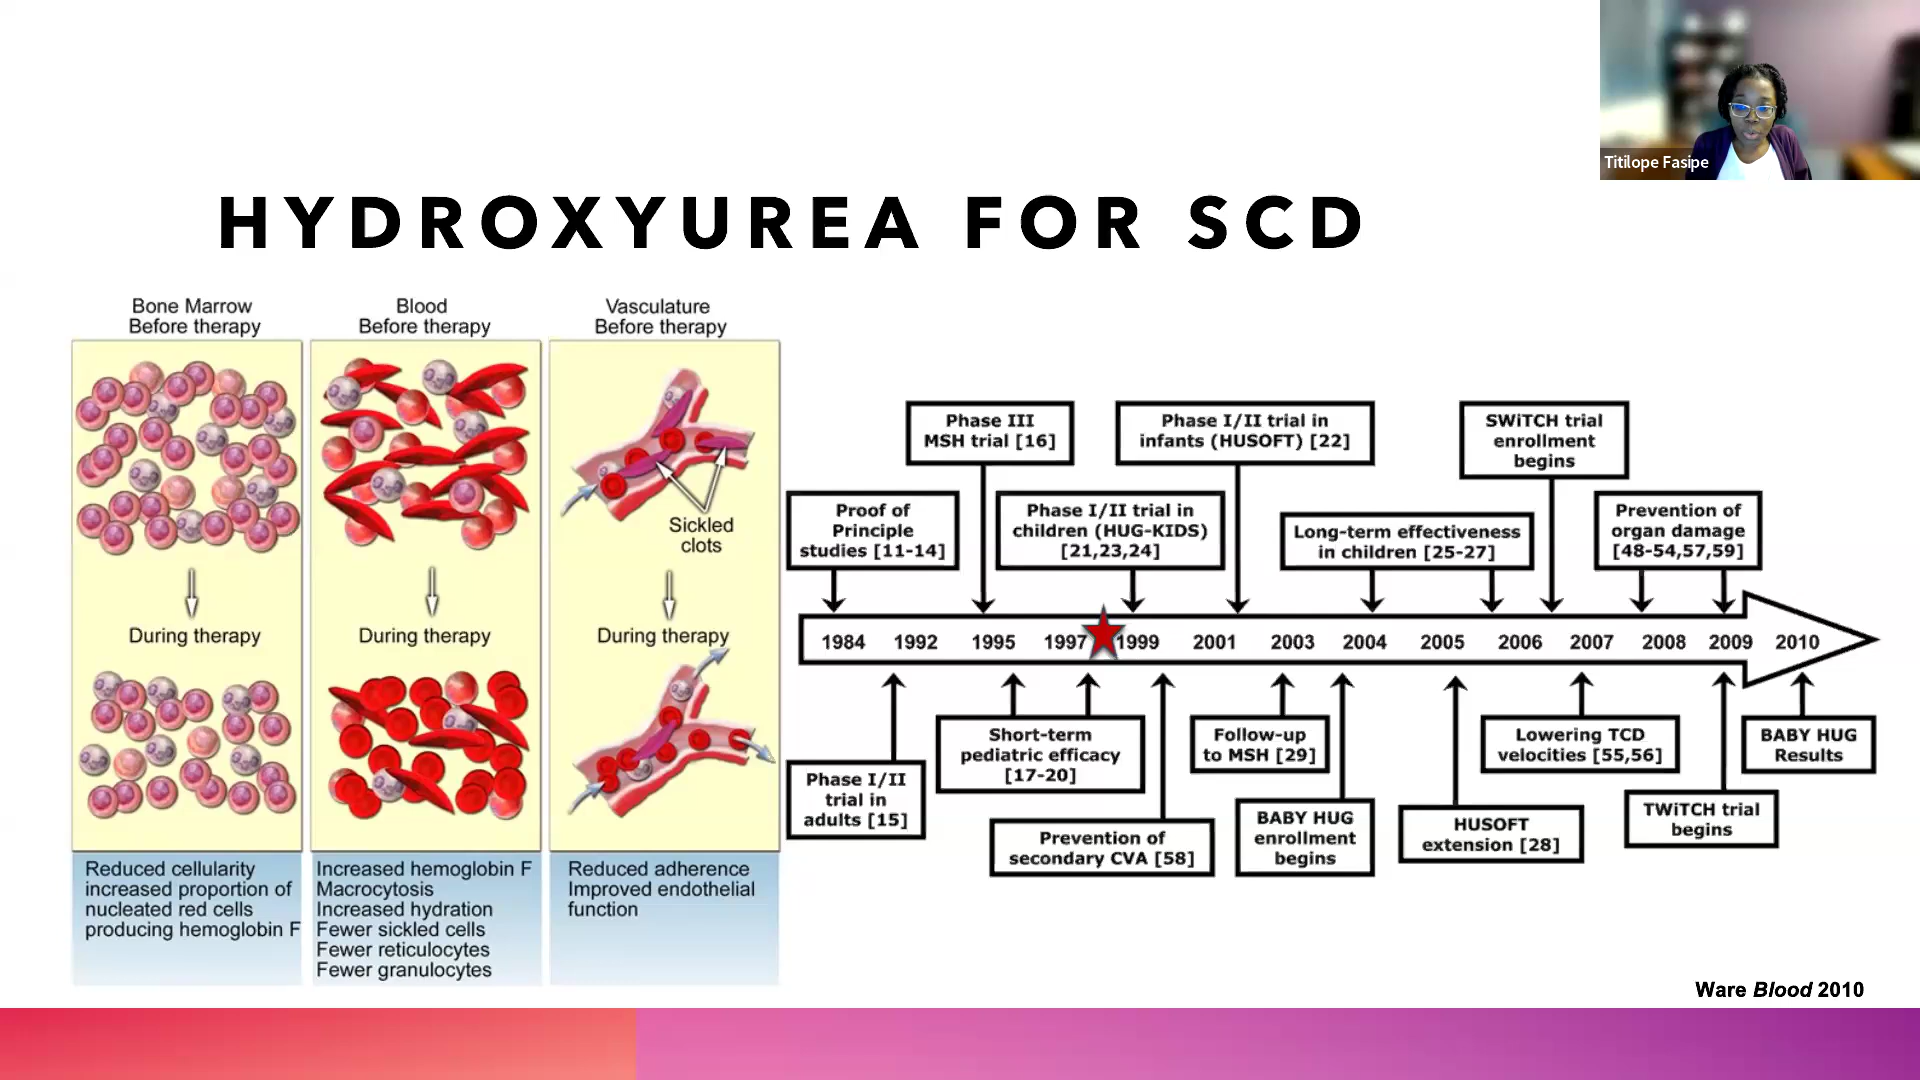 Titilope Fasipe
HYDROXYUREA FOR SCD
Bone Marrow
Before therapy
Blood
Before therapy
Vasculature
Before therapy
Sickled
clots
During therapy
During therapy
During therapy
Reduced cellularity
increased proportion of
nucleated red cells
producing hemoglobin F
Increased hemoglobin F
Macrocytosis
Increased hydration
Fewer sickled cells
Fewer reticulocytes
Fewer granulocytes
Reduced adherence
Improved endothelial
function
Phase III
MSH trial [16]
Phase I/II trial in
infants (HUSOFT) [22]
SWiTCH trial
enrollment
begins
Proof of
Principle
studies [11-14]
Phase I/II trial in
children (HUG-KIDS)
[21,23,24]
Long-term effectiveness
in children [25-27]
Prevention of
organ damage
[48-54,57,59]
1984 1992 1995 1997 1999 2001 2003 2004 2005 2006 2007 2008 2009 2010
Phase I/II
trial in
adults [15]
Short-term
pediatric efficacy
[17-20]
Prevention of
secondary CVA [58]
Follow-up
to MSH [29]
BABY HUG
enrollment
begins
HUSOFT
extension [28]
Lowering TCD
velocities [55,56]
TWiTCH trial
begins
BABY HUG
Results
Ware Blood 2010